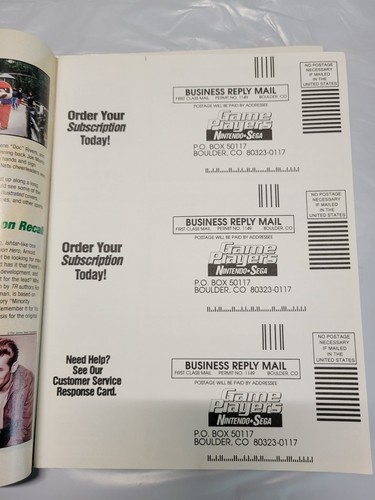 NO POSTAGE
NECESSARY
IF MAILED
IN THE
UNITED STATES
BUSINESS REPLY MAIL
FIRST CLASS MAIL PERMIT NO. 1149 BOULDER, CO
POSTAGE WILL BE PAID BY ADDRESSEE
Order Your
Subscription
Today!
Game
Players
NINTENDO•SEGA
P.O. BOX 50117
BOULDER, CO 80323-0117
NO POSTAGE
NECESSARY
IF MAILED
IN THE
UNITED STATES
BUSINESS REPLY MAIL
FIRST CLASS MAIL PERMIT NO. 1149 BOULDER, CO
POSTAGE WILL BE PAID BY ADDRESSEE
Order Your
Subscription
Today!
Game
Players
NINTENDO•SEGA
P.O. BOX 50117
BOULDER, CO 80323-0117
NO POSTAGE
NECESSARY
IF MAILED
IN THE
UNITED STATES
BUSINESS REPLY MAIL
FIRST CLASS MAIL PERMIT NO. 1149 BOULDER, CO
POSTAGE WILL BE PAID BY ADDRESSEE
Need Help?
See Our
Customer Service
Response Card.
Game
Players
NINTENDO•SEGA
P.O. BOX 50117
BOULDER, CO 80323-0117
on Recall